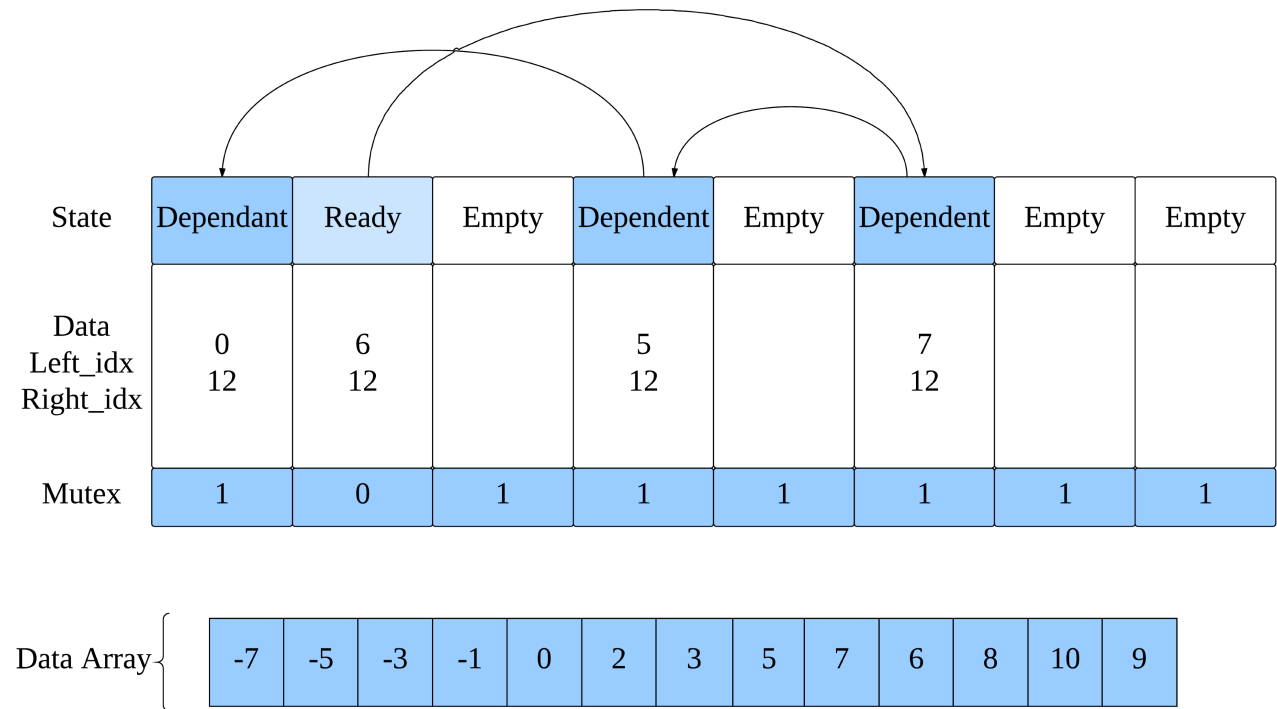 State Dependant Ready Empty Dependent Empty Dependent Empty Empty
Data
Left_idx 0 6 5 7
Right_idx 12 12 12 12
Mutex 1 0 1 1 1 1 1 1
Data Array -7 -5 -3 -1 0 2 3 5 7 6 8 10 9